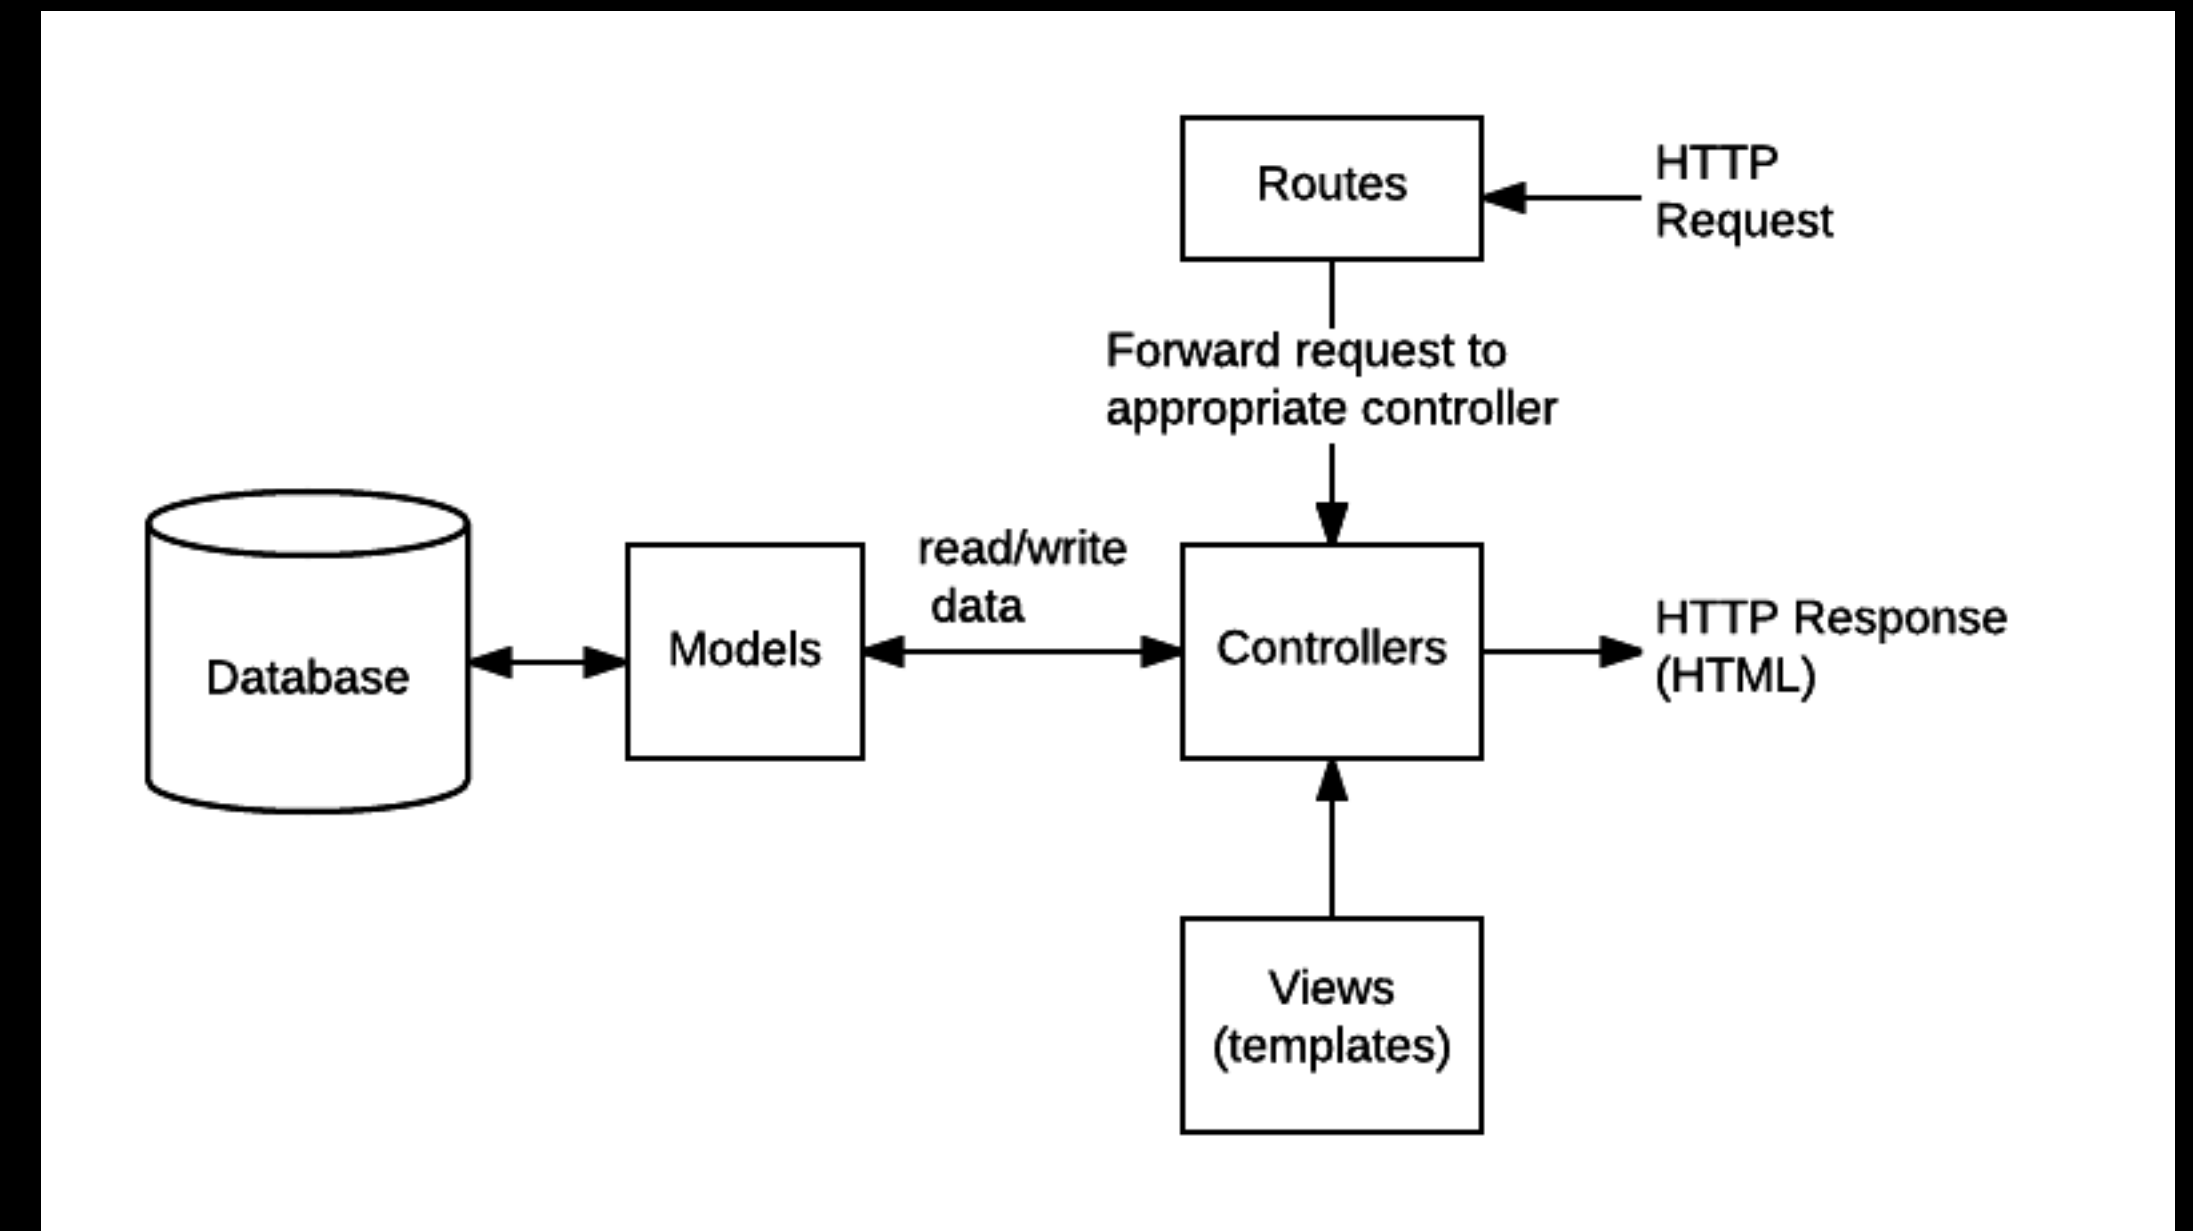 Routes
HTTP
Request
Forward request to
appropriate controller
Database
Models
read/write
data
Controllers
HTTP Response
(HTML)
Views
(templates)